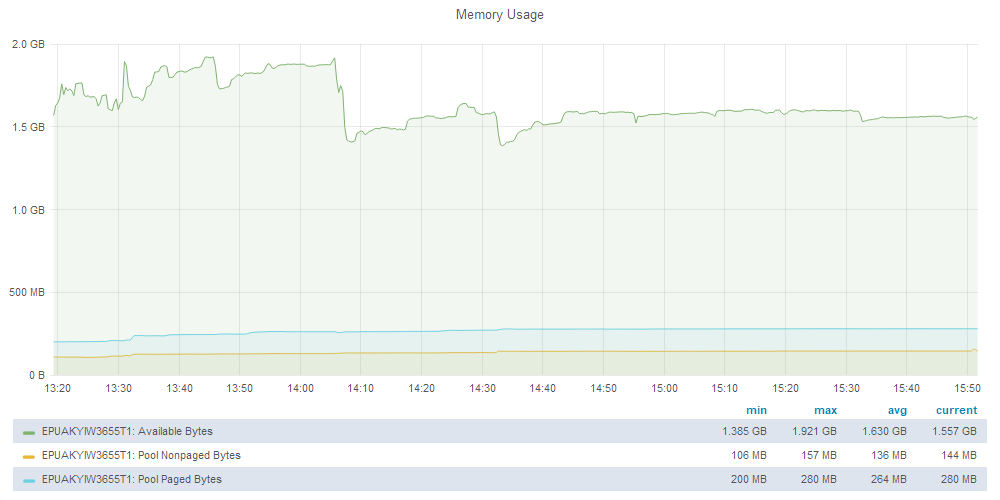 Memory Usage
2.0 GB
1.5 GB
1.0 GB
500 MB
0 B
13:20 13:30 13:40 13:50 14:00 14:10 14:20 14:30 14:40 14:50 15:00 15:10 15:20 15:30 15:40 15:50
min max avg current
EPUAKYIW3655T1: Available Bytes 1.385 GB 1.921 GB 1.630 GB 1.557 GB
EPUAKYIW3655T1: Pool Nonpaged Bytes 106 MB 157 MB 136 MB 144 MB
EPUAKYIW3655T1: Pool Paged Bytes 200 MB 280 MB 264 MB 280 MB